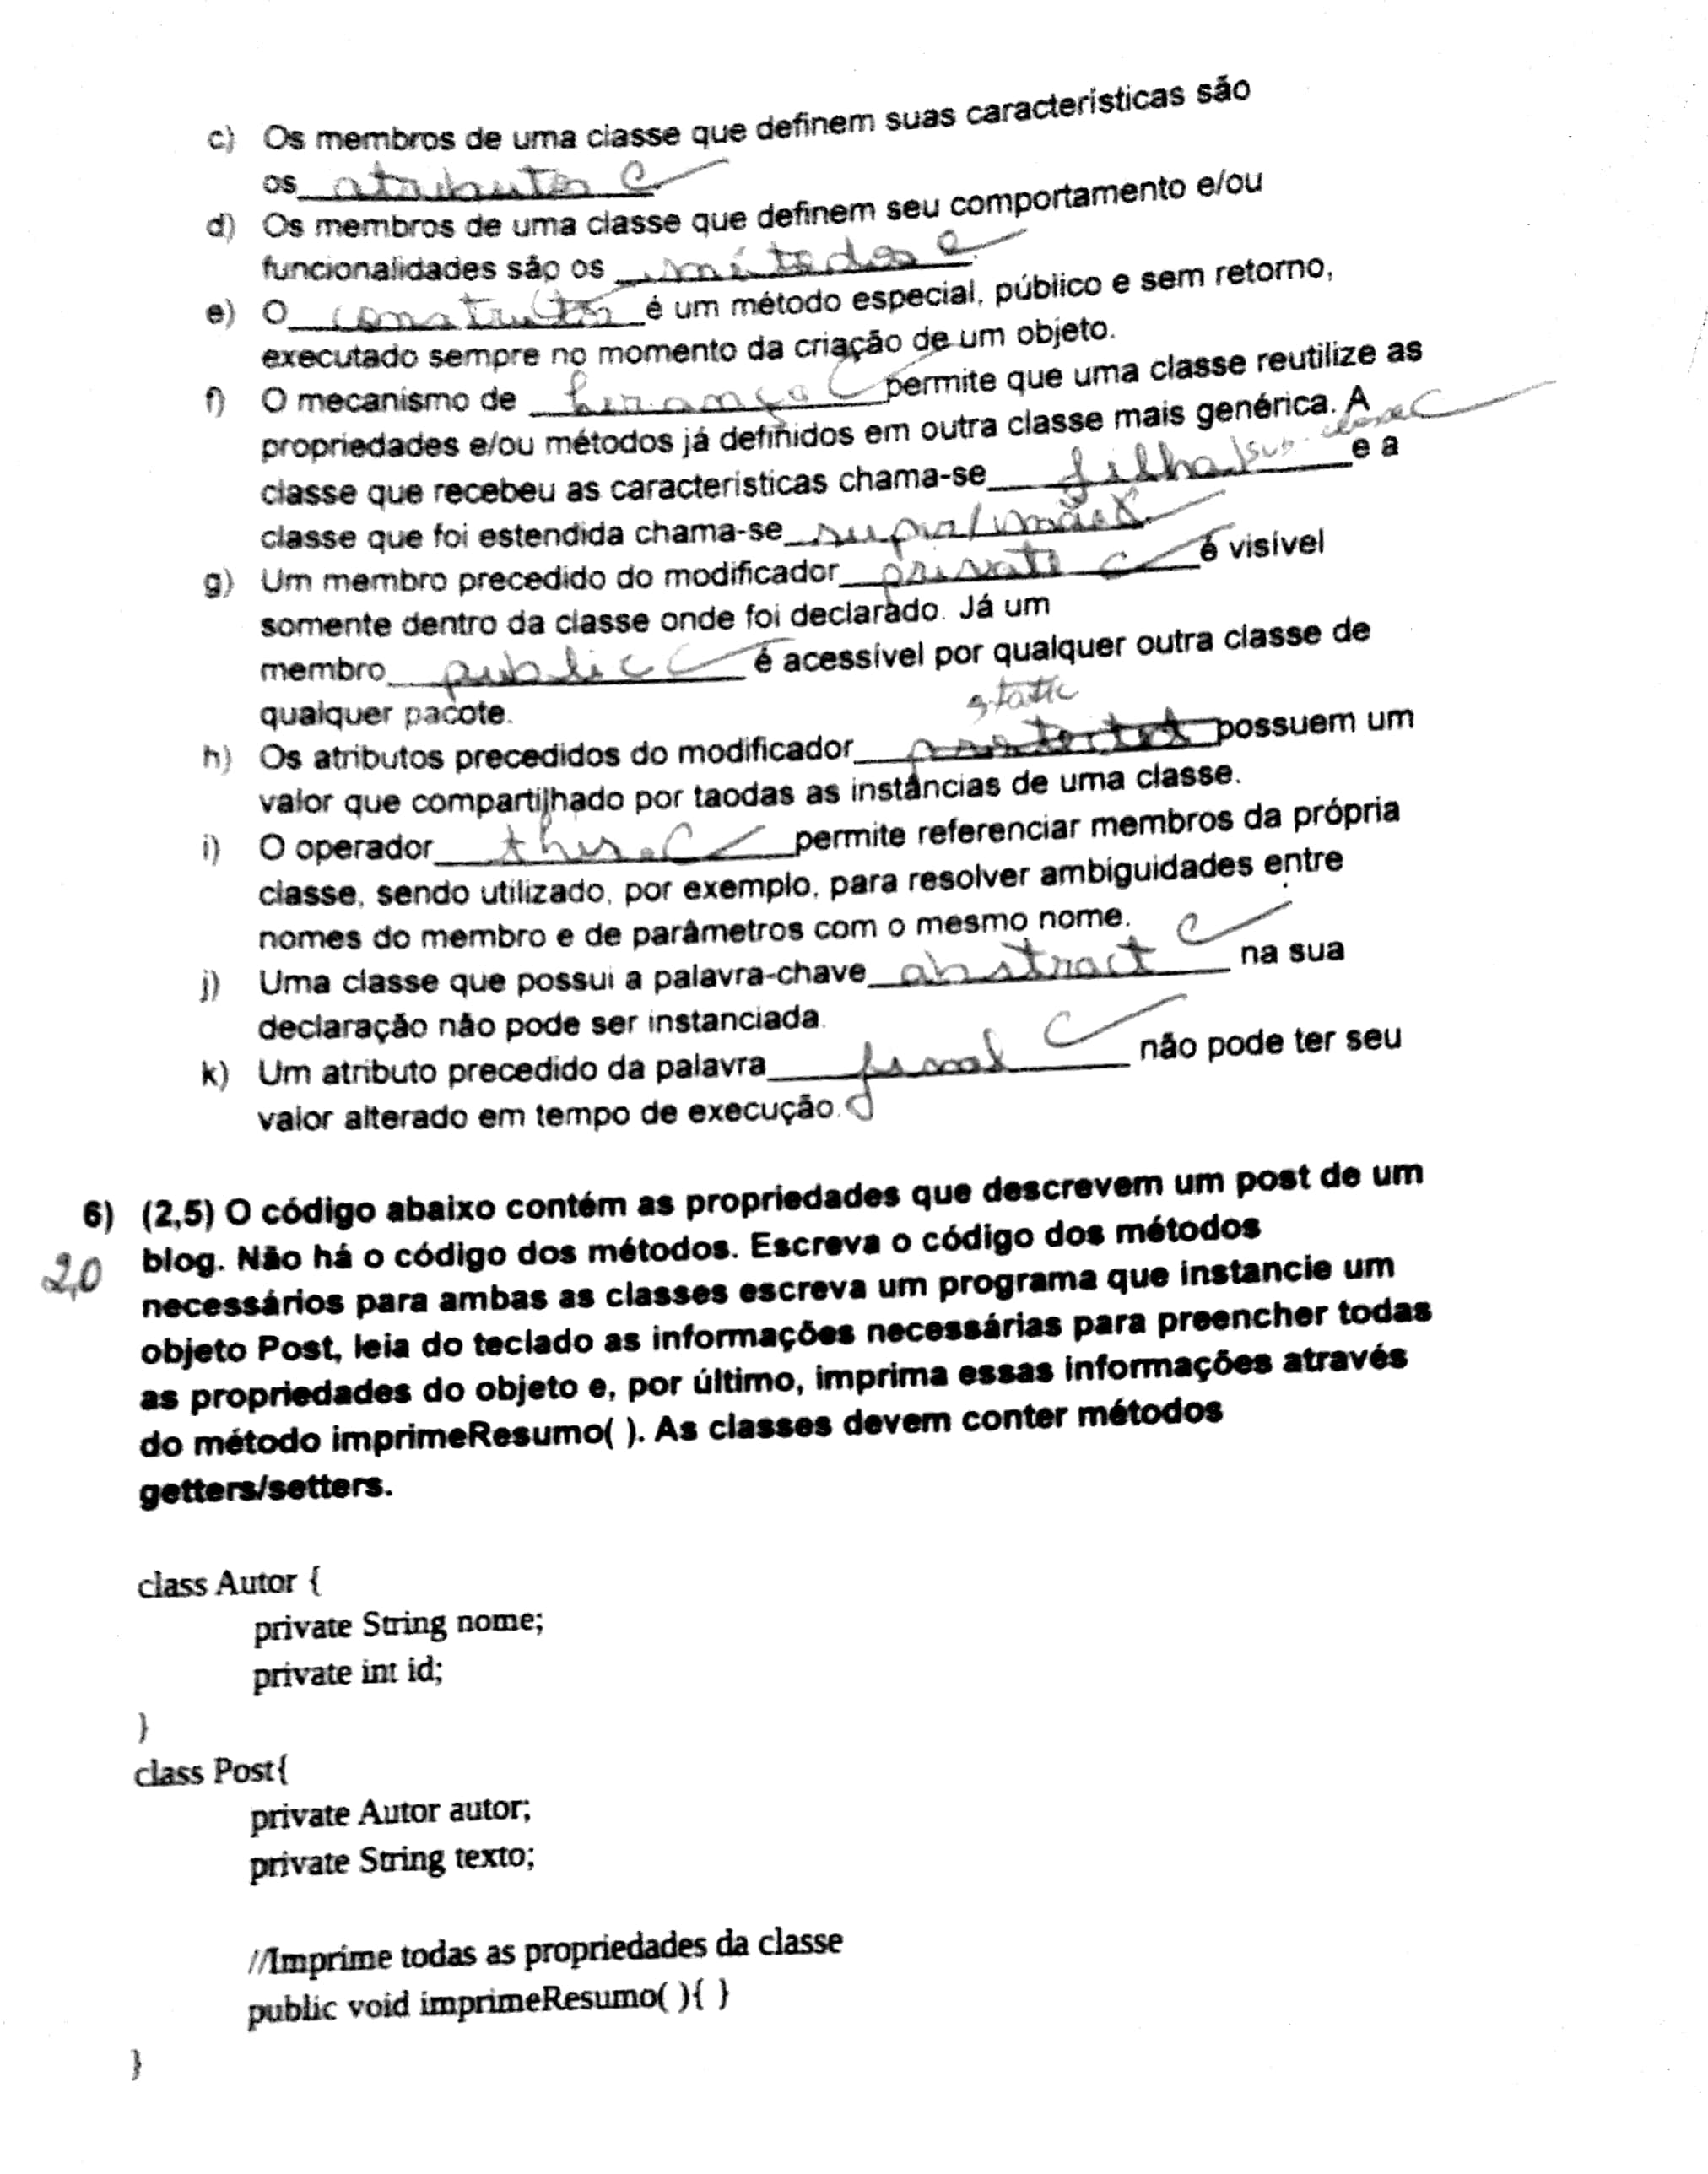 c) Os membros de uma classe que definem suas características são
os atributos C
d) Os membros de uma classe que definem seu comportamento e/ou
funcionalidades são os métodos C
e) O construtor é um método especial, público e sem retorno,
executado sempre no momento da criação de um objeto.
f) O mecanismo de herança C permite que uma classe reutilize as
propriedades e/ou métodos já definidos em outra classe mais genérica. A
classe que recebeu as características chama-se filha/sub-classe C e a
classe que foi estendida chama-se super/mãe
g) Um membro precedido do modificador private C é visível
somente dentro da classe onde foi declarado. Já um
membro public C é acessível por qualquer outra classe de
qualquer pacote.
static
h) Os atributos precedidos do modificador protected possuem um
valor que compartilhado por taodas as instâncias de uma classe.
i) O operador this. C permite referenciar membros da própria
classe, sendo utilizado, por exemplo, para resolver ambiguidades entre
nomes do membro e de parâmetros com o mesmo nome.
j) Uma classe que possui a palavra-chave abstract C na sua
declaração não pode ser instanciada.
k) Um atributo precedido da palavra final C não pode ter seu
valor alterado em tempo de execução.
6) (2,5) O código abaixo contém as propriedades que descrevem um post de um
2,0 blog. Não há o código dos métodos. Escreva o código dos métodos
necessários para ambas as classes escreva um programa que instancie um
objeto Post, leia do teclado as informações necessárias para preencher todas
as propriedades do objeto e, por último, imprima essas informações através
do método imprimeResumo( ). As classes devem conter métodos
getters/setters.
class Autor {
private String nome;
private int id;
}
class Post{
private Autor autor;
private String texto;
//Imprime todas as propriedades da classe
public void imprimeResumo( ){ }
}